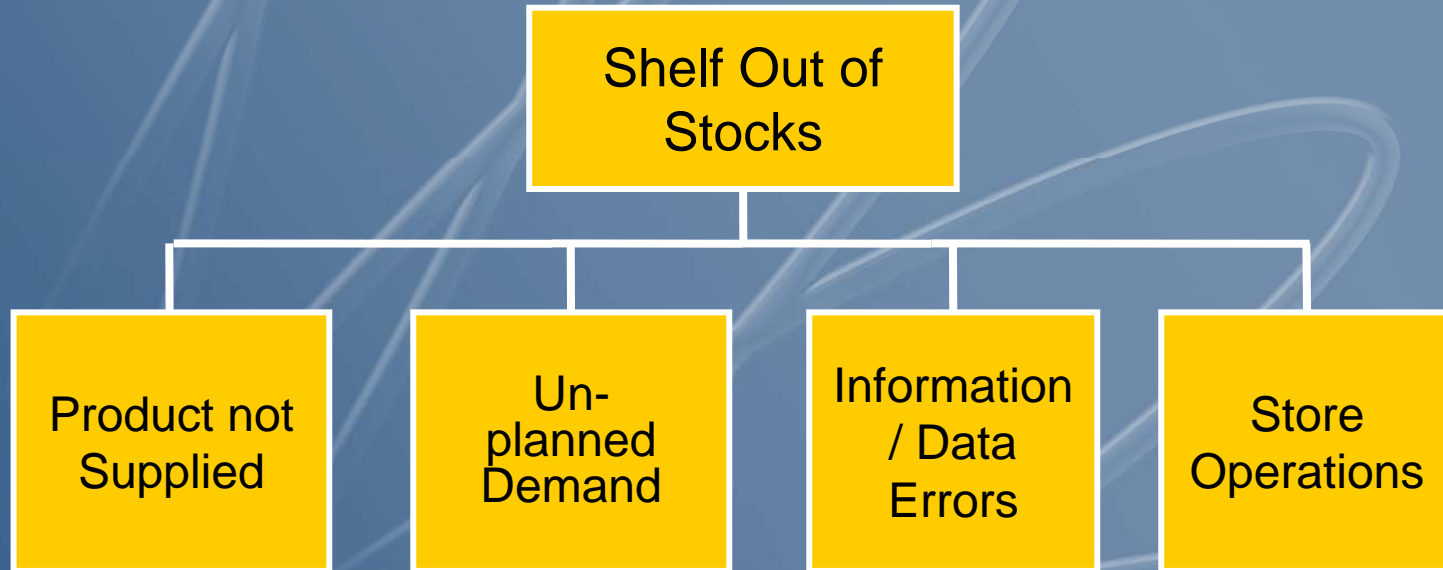 Shelf Out of
Stocks
Product not
Supplied
Un-
planned
Demand
Information
/ Data
Errors
Store
Operations